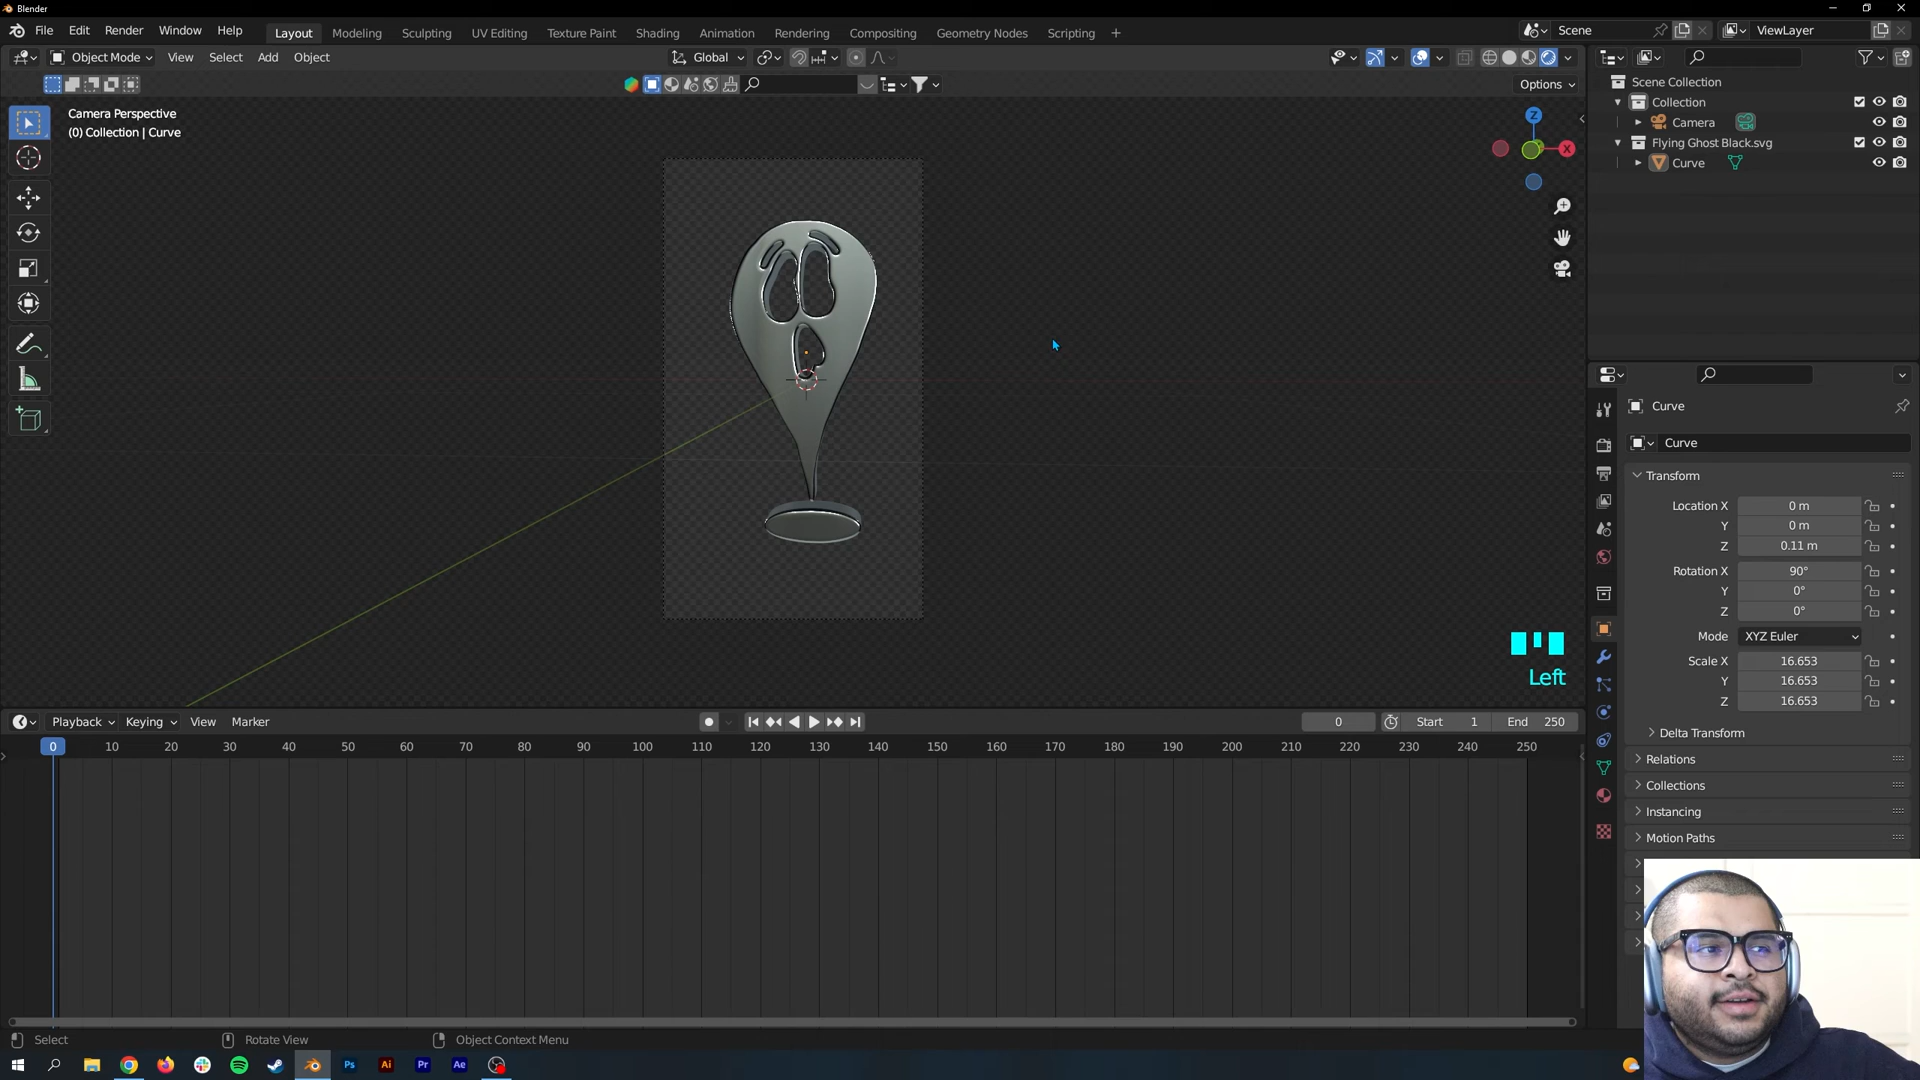 Blender
File Edit Render Window Help
Layout Modeling Sculpting UV Editing Texture Paint Shading Animation Rendering Compositing Geometry Nodes Scripting +
Scene
ViewLayer
Object Mode View Select Add Object
Global
Options
Camera Perspective
(0) Collection | Curve
Z
X
Scene Collection
Collection
Camera
Flying Ghost Black.svg
Curve
Curve
Curve
Transform
Location X 0 m
Y 0 m
Z 0.11 m
Rotation X 90°
Y 0°
Z 0°
Mode XYZ Euler
Scale X 16.653
Y 16.653
Z 16.653
Delta Transform
Relations
Collections
Instancing
Motion Paths
Left
Playback Keying View Marker
0 Start 1 End 250
0 10 20 30 40 50 60 70 80 90 100 110 120 130 140 150 160 170 180 190 200 210 220 230 240 250
Select Rotate View Object Context Menu
Ps Ai Pr Ae